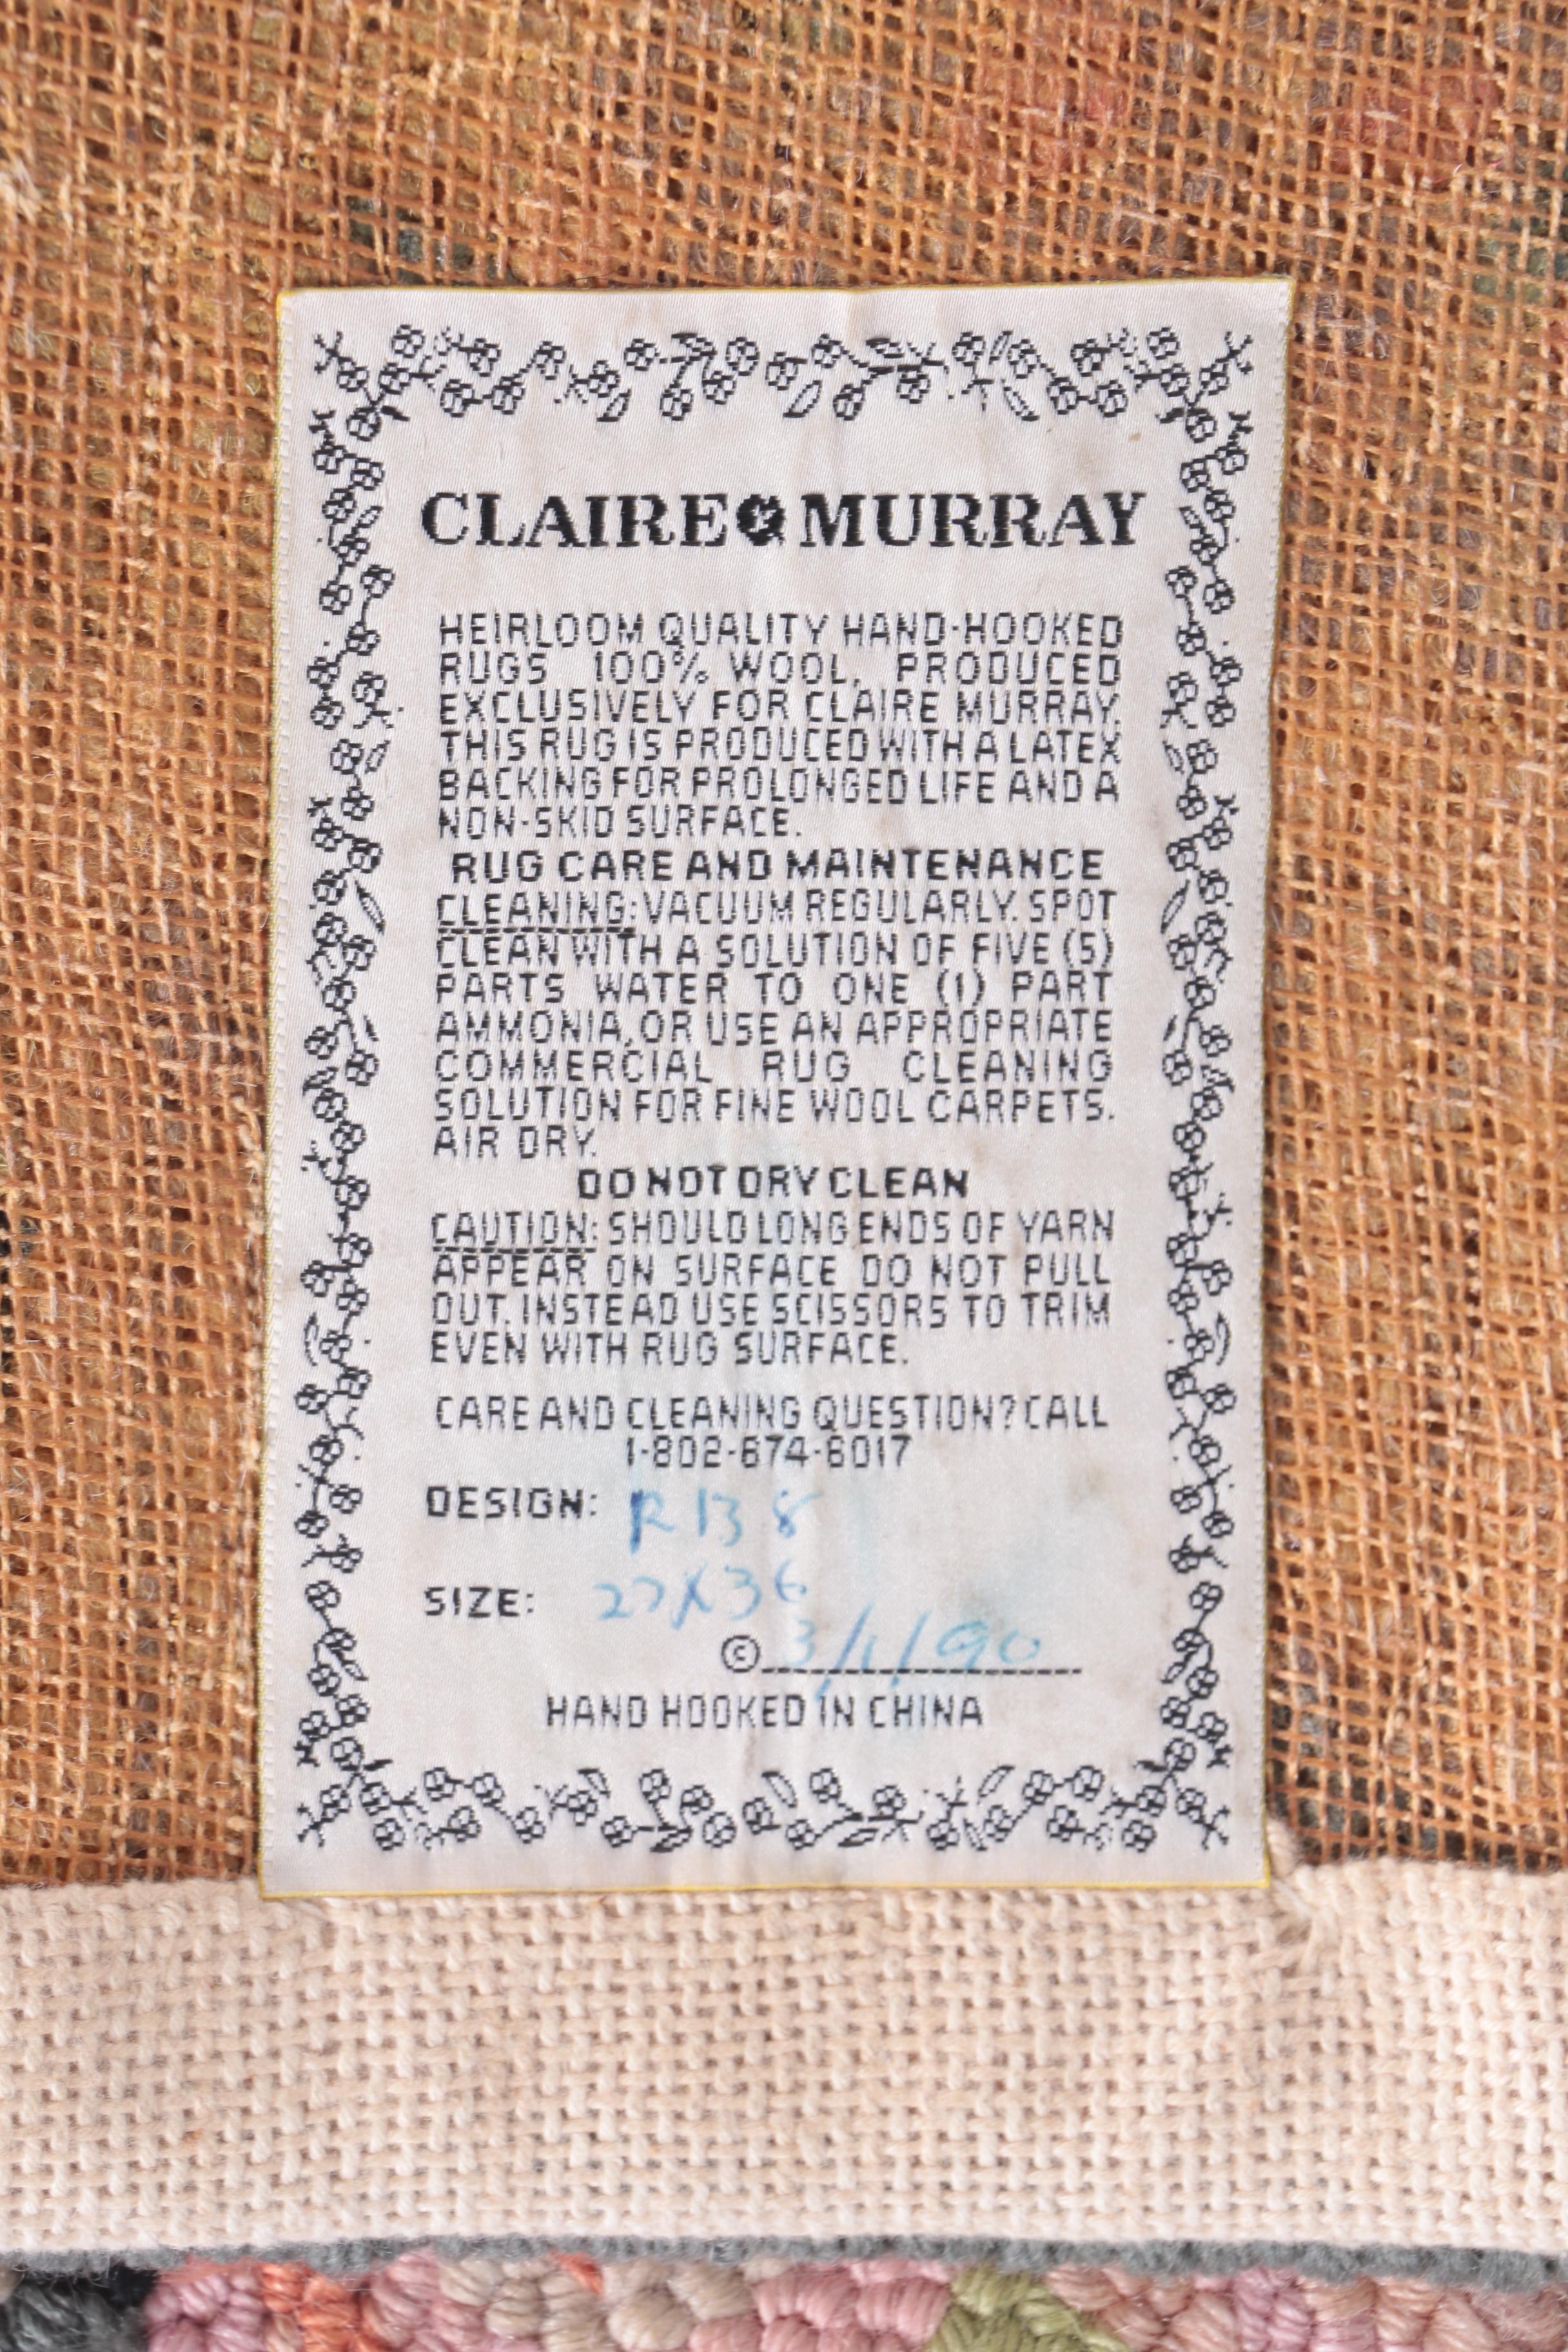 CLAIRE MURRAY
HEIRLOOM QUALITY HAND-HOOKED
RUGS 100% WOOL, PRODUCED
EXCLUSIVELY FOR CLAIRE MURRAY.
THIS RUG IS PRODUCED WITH A LATEX
BACKING FOR PROLONGED LIFE AND A
NON-SKID SURFACE.
RUG CARE AND MAINTENANCE
CLEANING: VACUUM REGULARLY. SPOT
CLEAN WITH A SOLUTION OF FIVE (5)
PARTS WATER TO ONE (1) PART
AMMONIA, OR USE AN APPROPRIATE
COMMERCIAL RUG CLEANING
SOLUTION FOR FINE WOOL CARPETS.
AIR DRY.
DO NOT DRY CLEAN
CAUTION: SHOULD LONG ENDS OF YARN
APPEAR ON SURFACE DO NOT PULL
OUT. INSTEAD USE SCISSORS TO TRIM
EVEN WITH RUG SURFACE.
CARE AND CLEANING QUESTION? CALL
1-802-674-6017
DESIGN: R138
SIZE: 27X36
© 3/1/90
HAND HOOKED IN CHINA